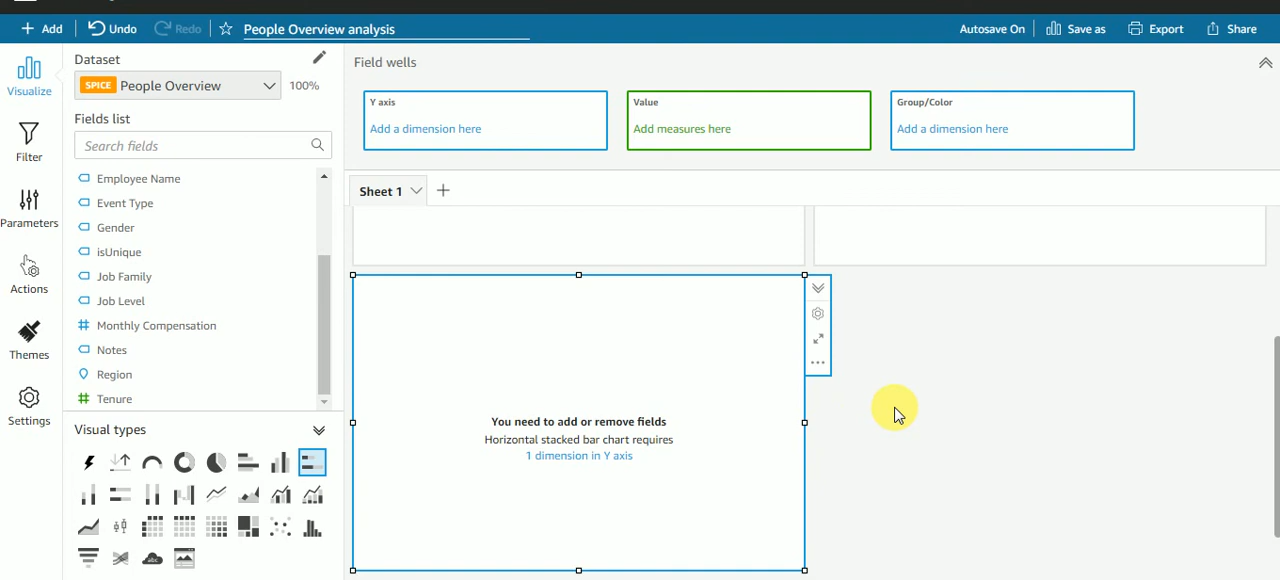 + Add Undo Redo People Overview analysis Autosave On Save as Export Share
Visualize
Filter
Parameters
Actions
Themes
Settings
Dataset
SPICE People Overview 100%
Fields list
Search fields
Employee Name
Event Type
Gender
isUnique
Job Family
Job Level
Monthly Compensation
Notes
Region
Tenure
Visual types
abc
Field wells
Y axis
Add a dimension here
Value
Add measures here
Group/Color
Add a dimension here
Sheet 1
You need to add or remove fields
Horizontal stacked bar chart requires
1 dimension in Y axis